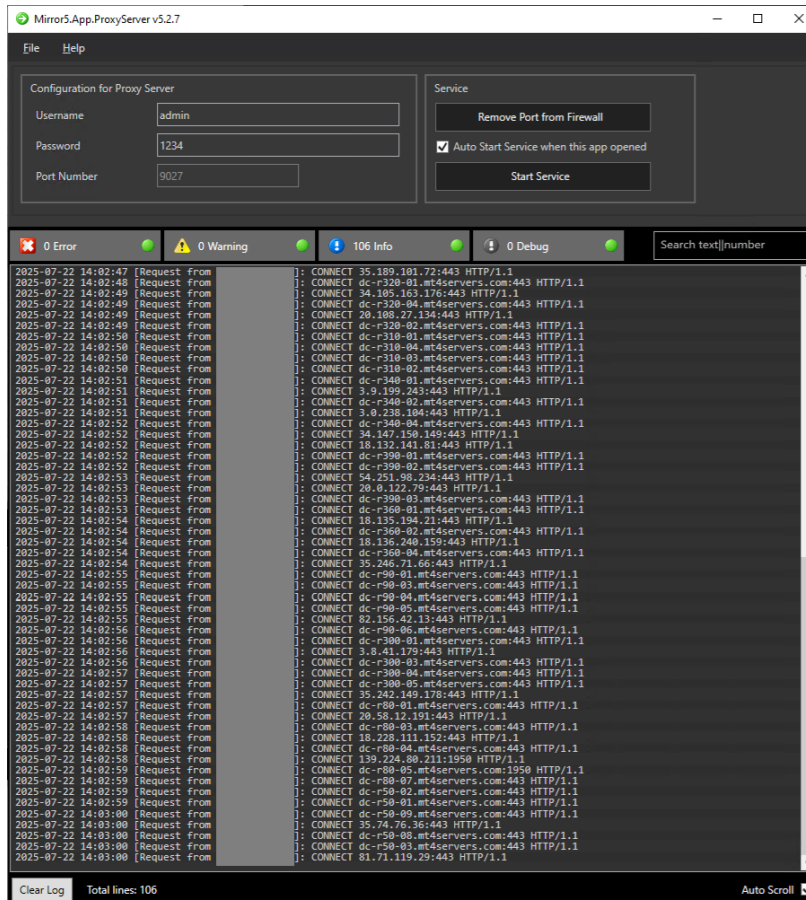 Mirror5.App.ProxyServer v5.2.7
File Help
Configuration for Proxy Server
Username admin
Password 1234
Port Number 9027
Service
Remove Port from Firewall
Auto Start Service when this app opened
Start Service
0 Error 0 Warning 106 Info 0 Debug Search text||number
2025-07-22 14:02:47 [Request from ]: CONNECT 35.189.101.72:443 HTTP/1.1
2025-07-22 14:02:48 [Request from ]: CONNECT dc-r320-01.mt4servers.com:443 HTTP/1.1
2025-07-22 14:02:49 [Request from ]: CONNECT 34.105.163.176:443 HTTP/1.1
2025-07-22 14:02:49 [Request from ]: CONNECT dc-r320-04.mt4servers.com:443 HTTP/1.1
2025-07-22 14:02:49 [Request from ]: CONNECT 20.108.27.134:443 HTTP/1.1
2025-07-22 14:02:49 [Request from ]: CONNECT dc-r320-02.mt4servers.com:443 HTTP/1.1
2025-07-22 14:02:50 [Request from ]: CONNECT dc-r310-01.mt4servers.com:443 HTTP/1.1
2025-07-22 14:02:50 [Request from ]: CONNECT dc-r310-04.mt4servers.com:443 HTTP/1.1
2025-07-22 14:02:50 [Request from ]: CONNECT dc-r310-03.mt4servers.com:443 HTTP/1.1
2025-07-22 14:02:50 [Request from ]: CONNECT dc-r310-02.mt4servers.com:443 HTTP/1.1
2025-07-22 14:02:51 [Request from ]: CONNECT dc-r340-01.mt4servers.com:443 HTTP/1.1
2025-07-22 14:02:51 [Request from ]: CONNECT 3.9.199.243:443 HTTP/1.1
2025-07-22 14:02:51 [Request from ]: CONNECT dc-r340-02.mt4servers.com:443 HTTP/1.1
2025-07-22 14:02:51 [Request from ]: CONNECT 3.0.238.104:443 HTTP/1.1
2025-07-22 14:02:52 [Request from ]: CONNECT dc-r340-04.mt4servers.com:443 HTTP/1.1
2025-07-22 14:02:52 [Request from ]: CONNECT 34.147.150.149:443 HTTP/1.1
2025-07-22 14:02:52 [Request from ]: CONNECT 18.132.141.81:443 HTTP/1.1
2025-07-22 14:02:52 [Request from ]: CONNECT dc-r390-01.mt4servers.com:443 HTTP/1.1
2025-07-22 14:02:52 [Request from ]: CONNECT dc-r390-02.mt4servers.com:443 HTTP/1.1
2025-07-22 14:02:53 [Request from ]: CONNECT 54.251.98.234:443 HTTP/1.1
2025-07-22 14:02:53 [Request from ]: CONNECT 20.0.122.79:443 HTTP/1.1
2025-07-22 14:02:53 [Request from ]: CONNECT dc-r390-03.mt4servers.com:443 HTTP/1.1
2025-07-22 14:02:53 [Request from ]: CONNECT dc-r360-01.mt4servers.com:443 HTTP/1.1
2025-07-22 14:02:54 [Request from ]: CONNECT 18.135.194.21:443 HTTP/1.1
2025-07-22 14:02:54 [Request from ]: CONNECT dc-r360-02.mt4servers.com:443 HTTP/1.1
2025-07-22 14:02:54 [Request from ]: CONNECT 18.136.240.159:443 HTTP/1.1
2025-07-22 14:02:54 [Request from ]: CONNECT dc-r360-04.mt4servers.com:443 HTTP/1.1
2025-07-22 14:02:54 [Request from ]: CONNECT 35.246.71.66:443 HTTP/1.1
2025-07-22 14:02:55 [Request from ]: CONNECT dc-r90-01.mt4servers.com:443 HTTP/1.1
2025-07-22 14:02:55 [Request from ]: CONNECT dc-r90-03.mt4servers.com:443 HTTP/1.1
2025-07-22 14:02:55 [Request from ]: CONNECT dc-r90-04.mt4servers.com:443 HTTP/1.1
2025-07-22 14:02:55 [Request from ]: CONNECT dc-r90-05.mt4servers.com:443 HTTP/1.1
2025-07-22 14:02:55 [Request from ]: CONNECT 82.156.42.13:443 HTTP/1.1
2025-07-22 14:02:56 [Request from ]: CONNECT dc-r90-06.mt4servers.com:443 HTTP/1.1
2025-07-22 14:02:56 [Request from ]: CONNECT dc-r300-01.mt4servers.com:443 HTTP/1.1
2025-07-22 14:02:56 [Request from ]: CONNECT 3.8.41.179:443 HTTP/1.1
2025-07-22 14:02:56 [Request from ]: CONNECT dc-r300-03.mt4servers.com:443 HTTP/1.1
2025-07-22 14:02:57 [Request from ]: CONNECT dc-r300-04.mt4servers.com:443 HTTP/1.1
2025-07-22 14:02:57 [Request from ]: CONNECT dc-r300-05.mt4servers.com:443 HTTP/1.1
2025-07-22 14:02:57 [Request from ]: CONNECT 35.242.149.178:443 HTTP/1.1
2025-07-22 14:02:57 [Request from ]: CONNECT dc-r80-01.mt4servers.com:443 HTTP/1.1
2025-07-22 14:02:57 [Request from ]: CONNECT 20.58.12.191:443 HTTP/1.1
2025-07-22 14:02:58 [Request from ]: CONNECT dc-r80-03.mt4servers.com:443 HTTP/1.1
2025-07-22 14:02:58 [Request from ]: CONNECT 18.228.111.152:443 HTTP/1.1
2025-07-22 14:02:58 [Request from ]: CONNECT dc-r80-04.mt4servers.com:443 HTTP/1.1
2025-07-22 14:02:58 [Request from ]: CONNECT 139.224.80.211:1950 HTTP/1.1
2025-07-22 14:02:59 [Request from ]: CONNECT dc-r80-05.mt4servers.com:1950 HTTP/1.1
2025-07-22 14:02:59 [Request from ]: CONNECT dc-r80-07.mt4servers.com:443 HTTP/1.1
2025-07-22 14:02:59 [Request from ]: CONNECT dc-r50-02.mt4servers.com:443 HTTP/1.1
2025-07-22 14:02:59 [Request from ]: CONNECT dc-r50-01.mt4servers.com:443 HTTP/1.1
2025-07-22 14:03:00 [Request from ]: CONNECT dc-r50-09.mt4servers.com:443 HTTP/1.1
2025-07-22 14:03:00 [Request from ]: CONNECT 35.74.76.36:443 HTTP/1.1
2025-07-22 14:03:00 [Request from ]: CONNECT dc-r50-08.mt4servers.com:443 HTTP/1.1
2025-07-22 14:03:00 [Request from ]: CONNECT dc-r50-03.mt4servers.com:443 HTTP/1.1
2025-07-22 14:03:00 [Request from ]: CONNECT 81.71.119.29:443 HTTP/1.1
Clear Log Total lines: 106 Auto Scroll